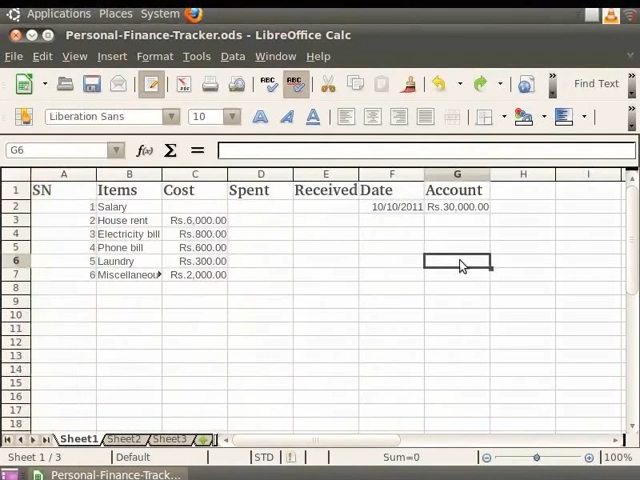 Applications Places System
Personal-Finance-Tracker.ods - LibreOffice Calc
File Edit View Insert Format Tools Data Window Help
ABC ABC Find Text
Liberation Sans 10 A A A
G6 f(x) Σ =
A B C D E F G H I
1 SN Items Cost Spent Received Date Account
2 1 Salary 10/10/2011 Rs.30,000.00
3 2 House rent Rs.6,000.00
4 3 Electricity bill Rs.800.00
5 4 Phone bill Rs.600.00
6 5 Laundry Rs.300.00
7 6 Miscellaneou Rs.2,000.00
8
9
10
11
12
13
14
15
16
17
18
Sheet1 Sheet2 Sheet3
Sheet 1 / 3 Default STD Sum=0 100%
Personal-Finance-Track...